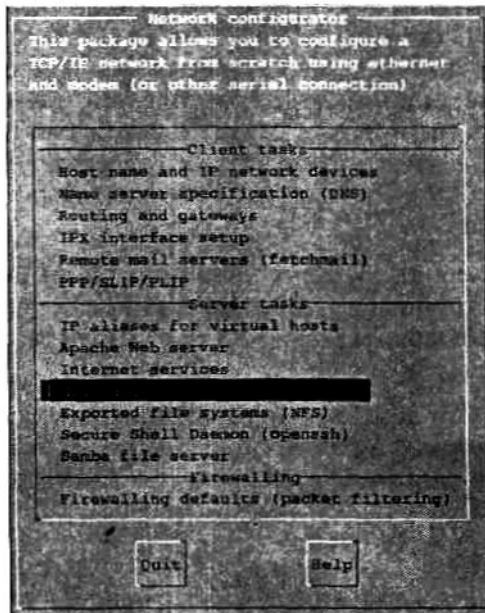 Network configurator
This package allows you to configure a
TCP/IP network from scratch using ethernet
and modem (or other serial connection)
Client tasks
Host name and IP network devices
Name server specification (DNS)
Routing and gateways
IPX interface setup
Remote mail servers (fetchmail)
PPP/SLIP/PLIP
Server tasks
IP aliases for virtual hosts
Apache Web server
Internet services
Exported file systems (NFS)
Secure Shell Daemon (openssh)
Samba file server
Firewalling
Firewalling defaults (packet filtering)
Quit
Help